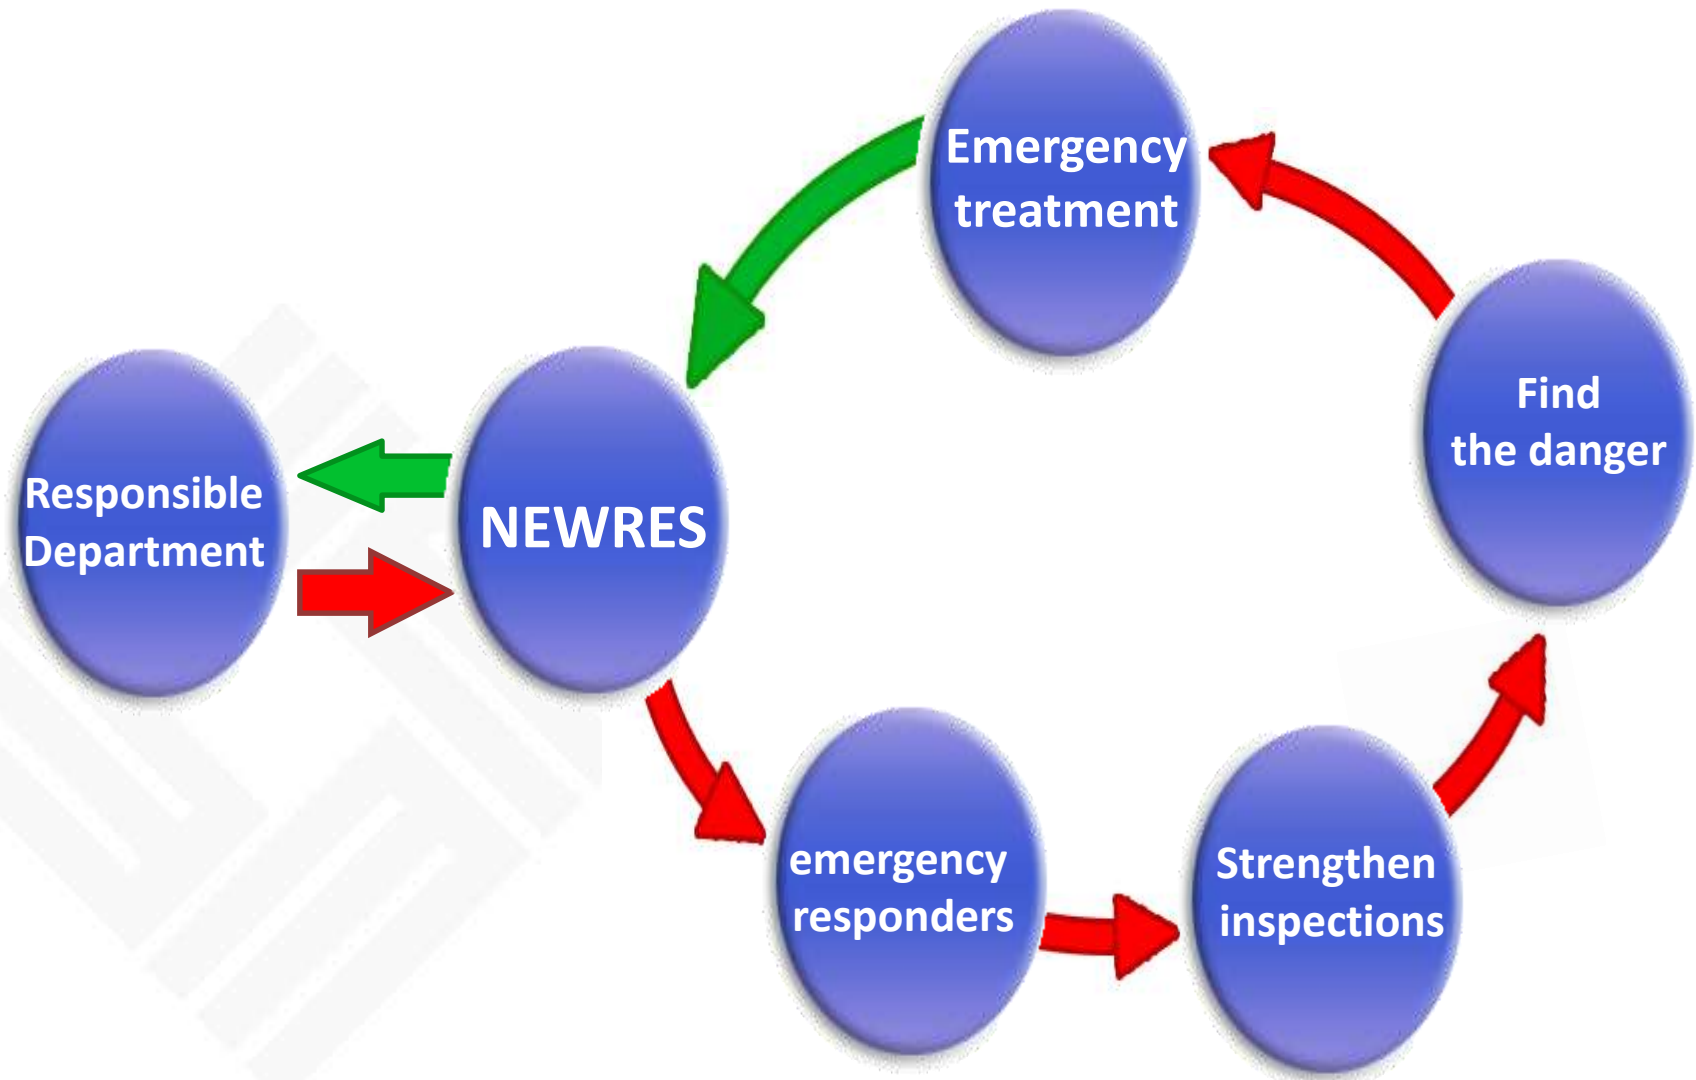 Emergency
treatment
Find
the danger
Responsible
Department
NEWRES
emergency
responders
Strengthen
inspections